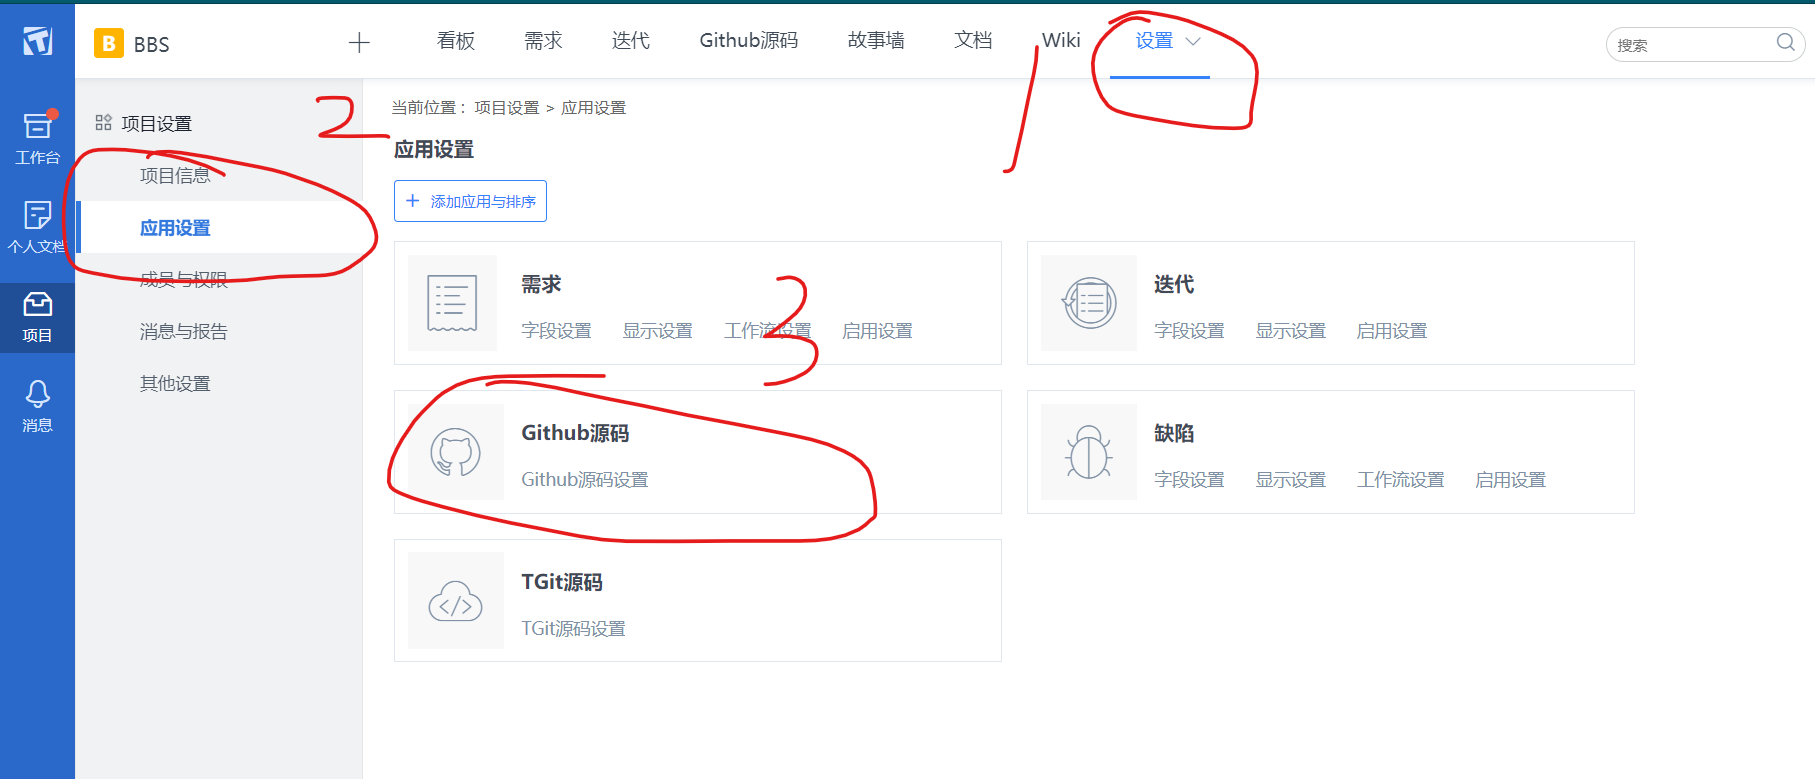 B BBS
看板 需求 迭代 Github源码 故事墙 文档 Wiki 设置
搜索
工作台
个人文档
项目
消息
项目设置
项目信息
应用设置
成员与权限
消息与报告
其他设置
当前位置： 项目设置 > 应用设置
应用设置
+ 添加应用与排序
需求
字段设置 显示设置 工作流设置 启用设置
迭代
字段设置 显示设置 启用设置
Github源码
Github源码设置
缺陷
字段设置 显示设置 工作流设置 启用设置
TGit源码
TGit源码设置
1
2
3